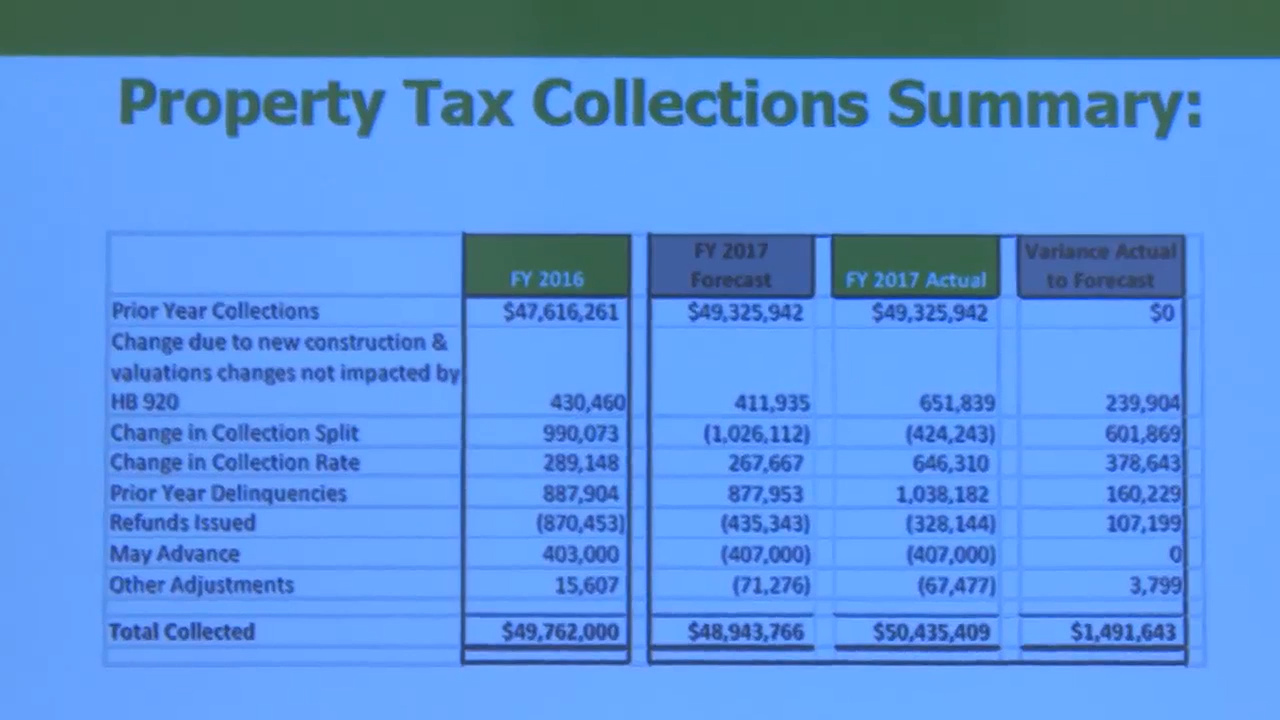 Property Tax Collections Summary:
FY 2016 FY 2017 Forecast FY 2017 Actual Variance Actual to Forecast
Prior Year Collections $47,616,261 $49,325,942 $49,325,942 $0
Change due to new construction &
valuations changes not impacted by
HB 920 430,460 411,935 651,839 239,904
Change in Collection Split 990,073 (1,026,112) (424,243) 601,869
Change in Collection Rate 289,148 267,667 646,310 378,643
Prior Year Delinquencies 887,904 877,953 1,038,182 160,229
Refunds Issued (870,453) (435,343) (328,144) 107,199
May Advance 403,000 (407,000) (407,000) 0
Other Adjustments 15,607 (71,276) (67,477) 3,799
Total Collected $49,762,000 $48,943,766 $50,435,409 $1,491,643